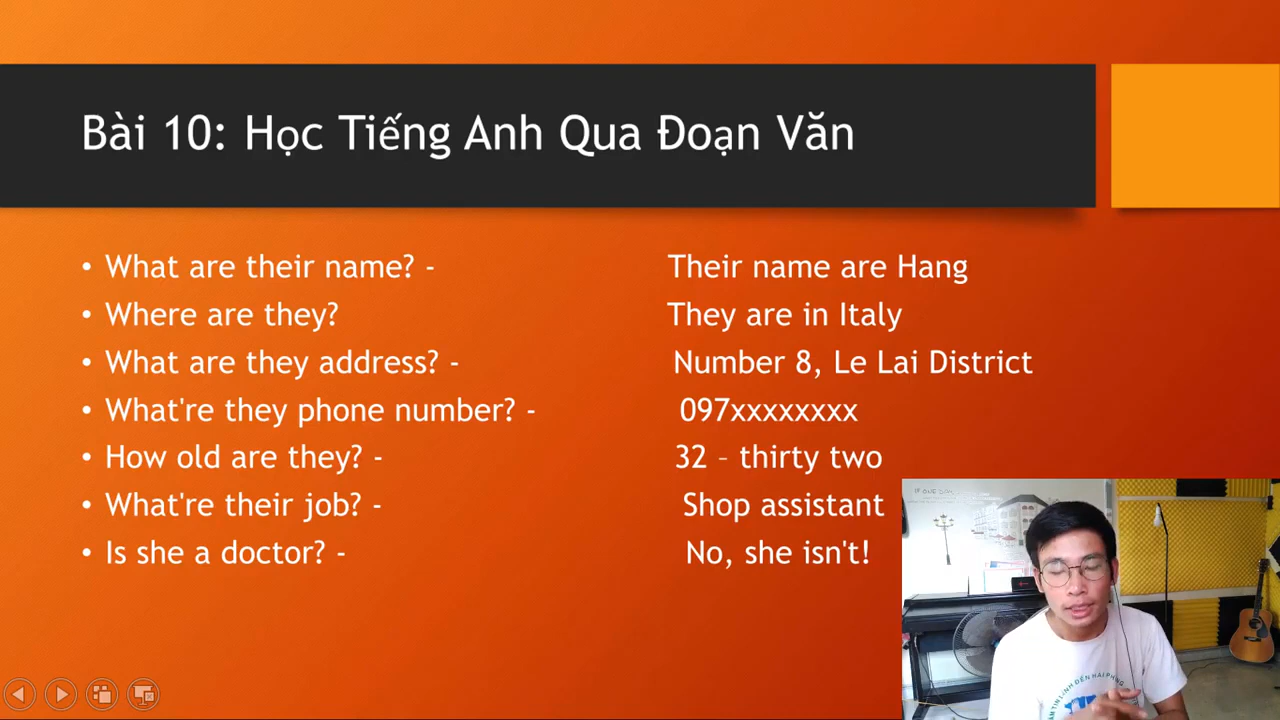 Bài 10: Học Tiếng Anh Qua Đoạn Văn
• What are their name? - Their name are Hang
• Where are they? They are in Italy
• What are they address? - Number 8, Le Lai District
• What're they phone number? - 097xxxxxxxx
• How old are they? - 32 – thirty two
• What're their job? - Shop assistant
• Is she a doctor? - No, she isn't!